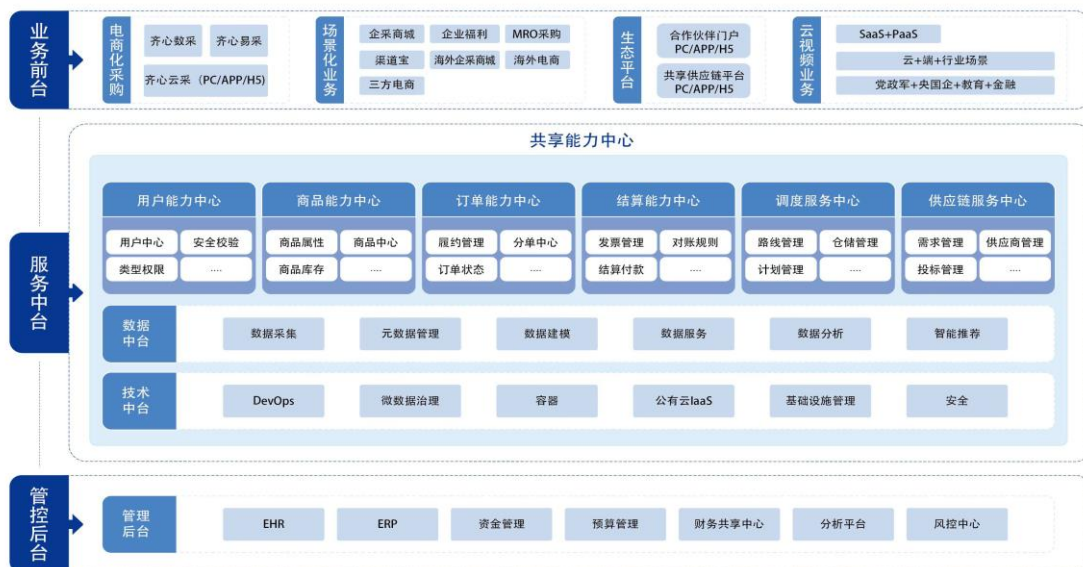 业务前台
电商化采购
齐心数采
齐心易采
齐心云采（PC/APP/H5）
场景化业务
企采商城
企业福利
MRO采购
渠道宝
海外企采商城
海外电商
三方电商
生态平台
合作伙伴门户
PC/APP/H5
共享供应链平台
PC/APP/H5
云视频业务
SaaS+PaaS
云+端+行业场景
党政军+央国企+教育+金融
服务中台
共享能力中心
用户能力中心
用户中心
安全校验
类型权限
....
商品能力中心
商品属性
商品中心
商品库存
....
订单能力中心
履约管理
分单中心
订单状态
....
结算能力中心
发票管理
对账规则
结算付款
....
调度服务中心
路线管理
仓储管理
计划管理
....
供应链服务中心
需求管理
供应商管理
投标管理
....
数据
中台
数据采集
元数据管理
数据建模
数据服务
数据分析
智能推荐
技术
中台
DevOps
微数据治理
容器
公有云IaaS
基础设施管理
安全
管控后台
管理
后台
EHR
ERP
资金管理
预算管理
财务共享中心
分析平台
风控中心